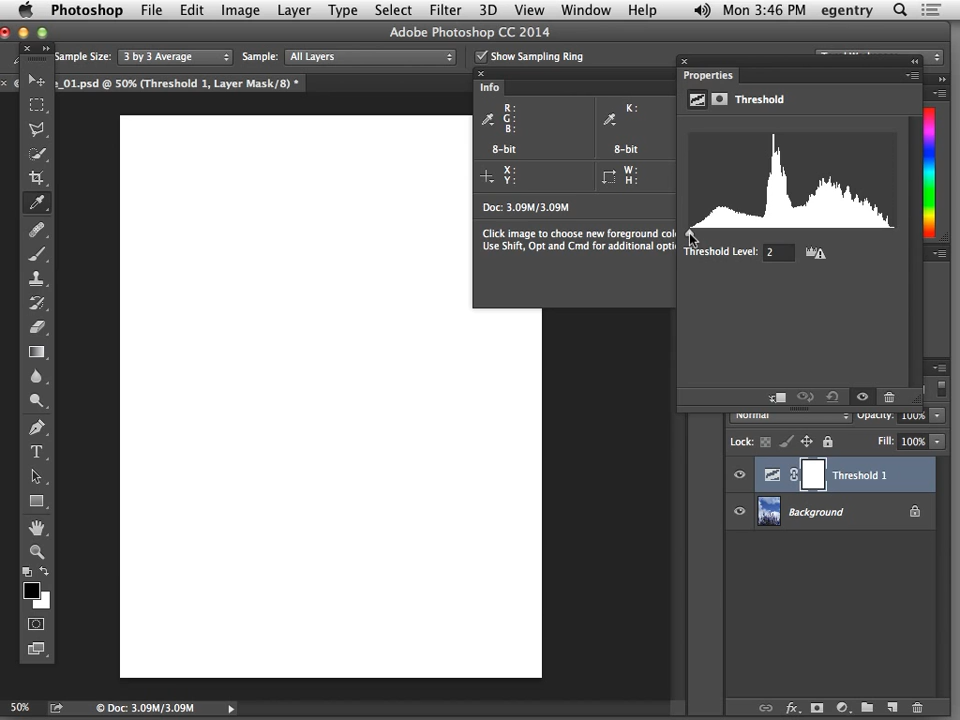 Photoshop File Edit Image Layer Type Select Filter 3D View Window Help Mon 3:46 PM egentry
Adobe Photoshop CC 2014
Sample Size: 3 by 3 Average Sample: All Layers Show Sampling Ring
_01.psd @ 50% (Threshold 1, Layer Mask/8) *
Info
R:
G:
B:
K:
8-bit 8-bit
X:
Y:
W:
H:
Doc: 3.09M/3.09M
Click image to choose new foreground
Use Shift, Opt and Cmd for additional
Properties
Threshold
Threshold Level: 2
Normal Opacity: 100%
Lock: Fill: 100%
Threshold 1
Background
T
50% © Doc: 3.09M/3.09M